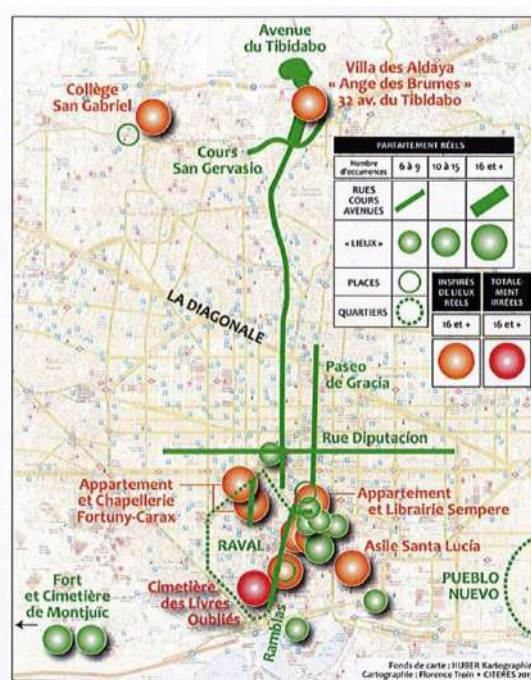 Avenue
du Tibidabo
Collège
San Gabriel
Villa des Aldaya
« Ange des Brumes »
32 av. du Tibidabo
Cours
San Gervasio
PARFAITEMENT RÉELS
Nombre
d'occurrences
6 à 9
10 à 15
16 et +
RUES
COURS
AVENUES
« LIEUX »
PLACES
QUARTIERS
INSPIRÉS
DE LIEUX
RÉELS
TOTALE-
MENT
IRRÉELS
16 et +
16 et +
LA DIAGONALE
Paseo
de Gracia
Rue Diputacíon
Appartement
et Chapellerie
Fortuny-Carax
Appartement
et Librairie Sempere
RAVAL
Asile Santa Lucía
Fort
et Cimetière
de Montjuïc
Cimetière
des Livres
Oubliés
Ramblas
PUEBLO
NUEVO
Fonds de carte : HUBER Kartographie
Cartographie : Florence Troin • CITERES